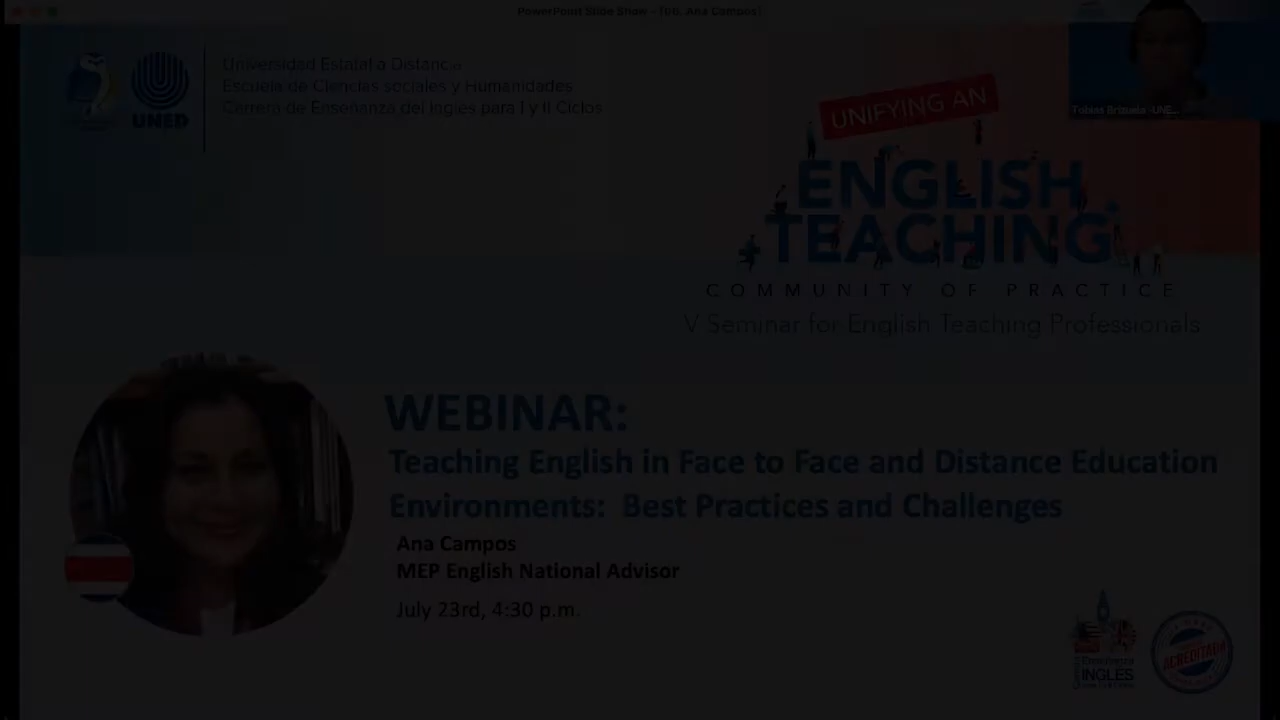 PowerPoint Slide Show - [06. Ana Campos]
Universidad Estatal a Distancia
Escuela de Ciencias sociales y Humanidades
Carrera de Enseñanza del Inglés para I y II Ciclos
UNED
UNIFYING AN
ENGLISH
TEACHING
COMMUNITY OF PRACTICE
V Seminar for English Teaching Professionals
WEBINAR:
Teaching English in Face to Face and Distance Education
Environments: Best Practices and Challenges
Ana Campos
MEP English National Advisor
July 23rd, 4:30 p.m.
Enseñanza
INGLÉS
ACREDITADA